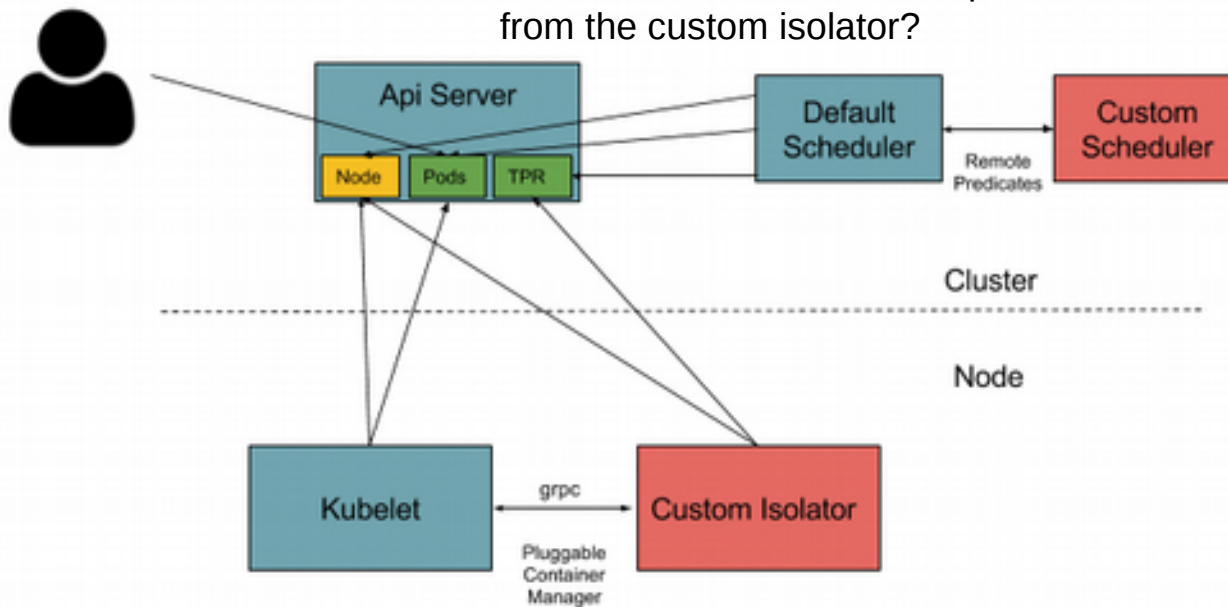 from the custom isolator?
Api Server
Node
Pods
TPR
Default
Scheduler
Remote
Predicates
Custom
Scheduler
Cluster
Node
Kubelet
grpc
Pluggable
Container
Manager
Custom Isolator